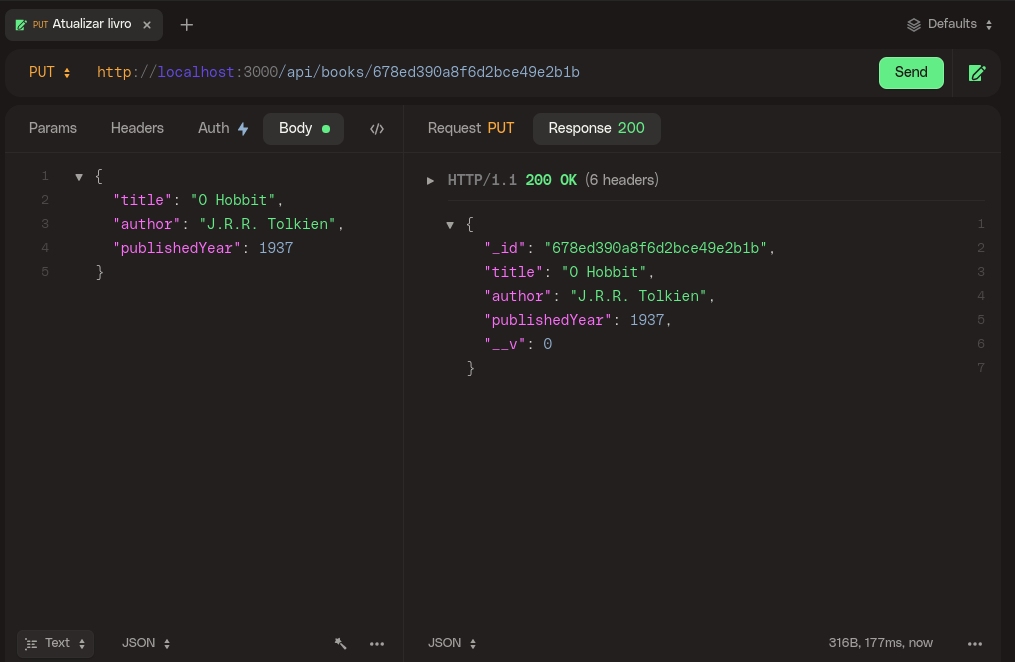 PUT Atualizar livro × +
Defaults
PUT http://localhost:3000/api/books/678ed390a8f6d2bce49e2b1b
Send
Params Headers Auth Body </>
Request PUT Response 200
1 {
2 "title": "O Hobbit",
3 "author": "J.R.R. Tolkien",
4 "publishedYear": 1937
5 }
HTTP/1.1 200 OK (6 headers)
{ 1
"_id": "678ed390a8f6d2bce49e2b1b", 2
"title": "O Hobbit", 3
"author": "J.R.R. Tolkien", 4
"publishedYear": 1937, 5
"__v": 0 6
} 7
Text JSON
JSON 316B, 177ms, now